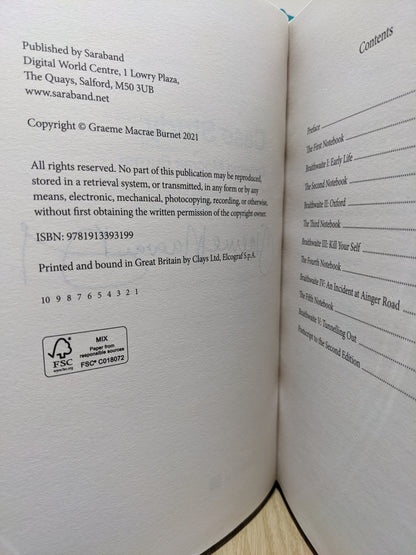 Published by Saraband
Digital World Centre, 1 Lowry Plaza,
The Quays, Salford, M50 3UB
www.saraband.net
Copyright © Graeme Macrae Burnet 2021
All rights reserved. No part of this publication may be reproduced,
stored in a retrieval system, or transmitted, in any form or by any
means, electronic, mechanical, photocopying, recording, or otherwise,
without first obtaining the written permission of the copyright owner.
ISBN: 9781913393199
Printed and bound in Great Britain by Clays Ltd, Elcograf S.p.A.
10 9 8 7 6 5 4 3 2 1
FSC
www.fsc.org
MIX
Paper from
responsible sources
FSC® C018072
Contents
Preface
The First Notebook
Braithwaite I: Early Life
The Second Notebook
Braithwaite II: Oxford
The Third Notebook
Braithwaite III: Kill Your Self
The Fourth Notebook
Braithwaite IV: An Incident at Ainger Road
The Fifth Notebook
Braithwaite V: Tunnelling Out
Postscript to the Second Edition